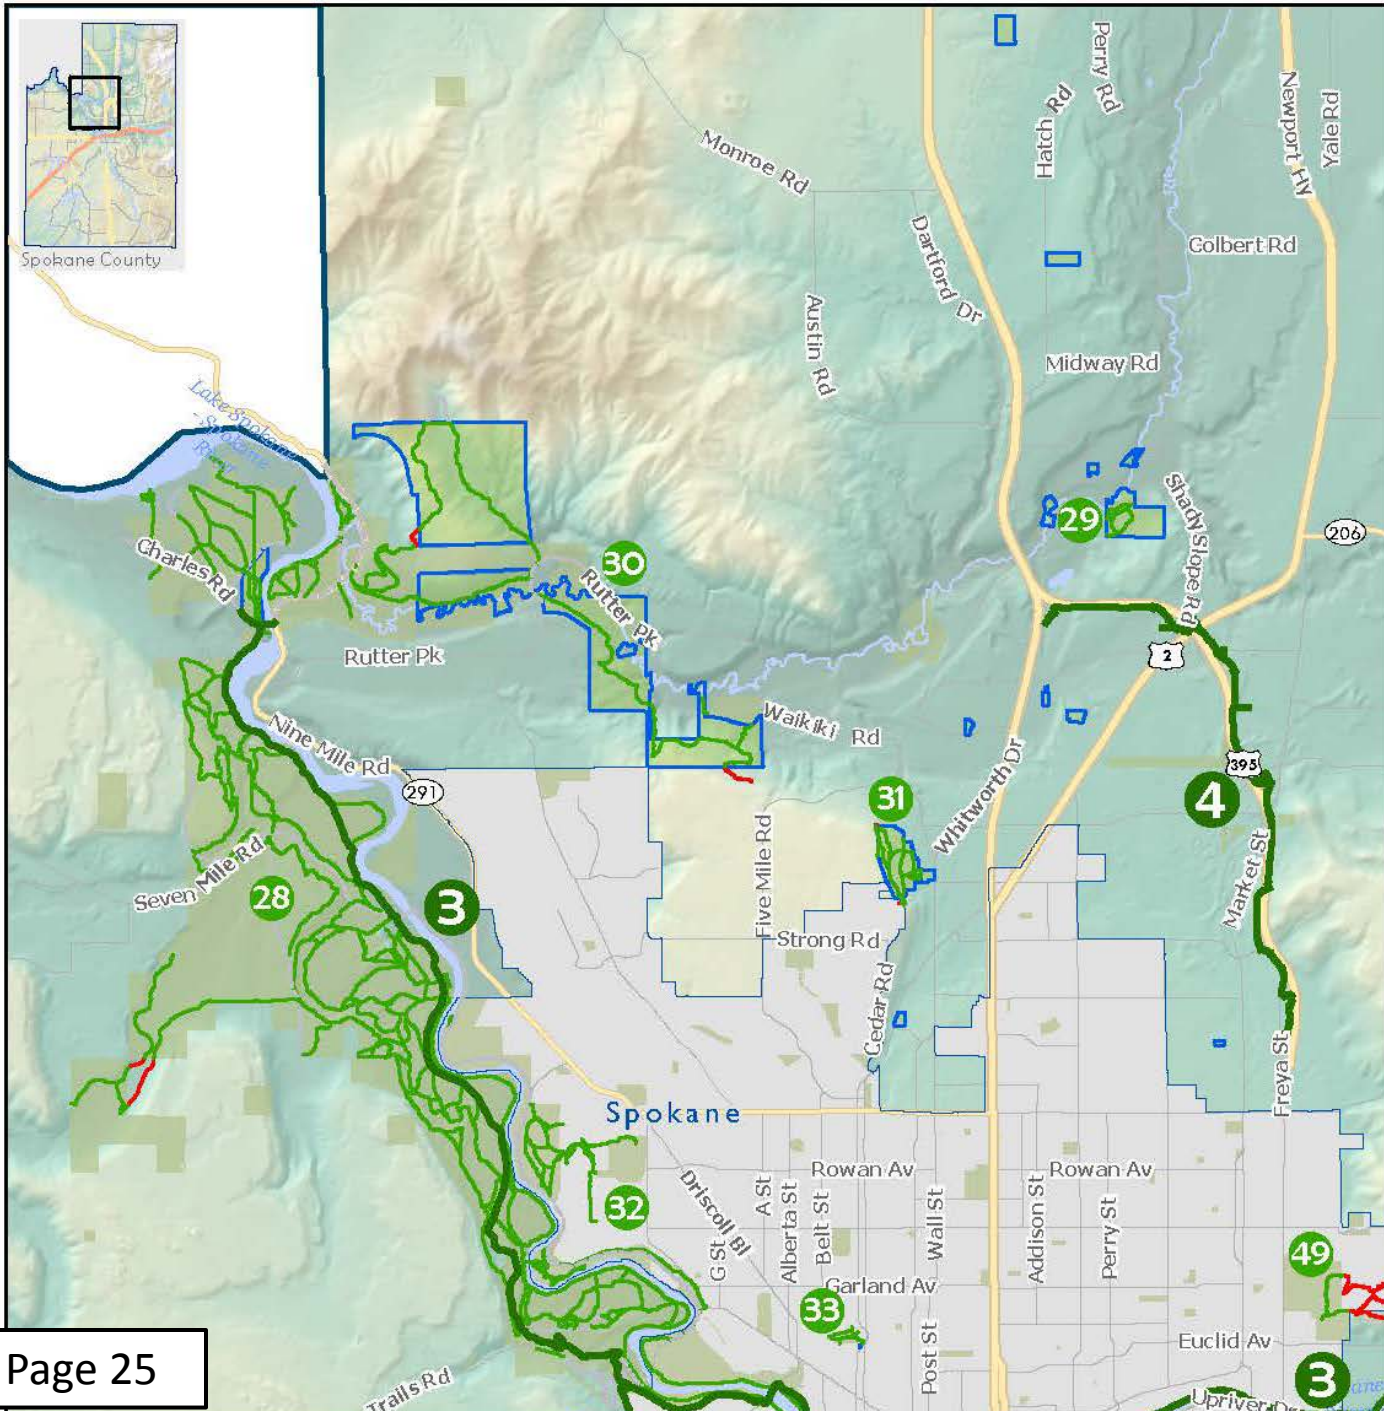 Spokane County
Perry Rd
Hatch Rd
Newport Hy
Yale Rd
Monroe Rd
Dartford Dr
Colbert Rd
Austin Rd
Midway Rd
Lake Spokane
- Spokane
River
Shady Slope Rd
29
206
Charles Rd
30
Rutter Pk
Rutter Pk
2
Nine Mile Rd
Waikiki Rd
291
395
31
4
Whitworth Dr
Five Mile Rd
Market St
Seven Mile Rd
28
3
Strong Rd
Cedar Rd
Freya St
Spokane
Rowan Av
Rowan Av
32
Driscoll Bl
A St
Alberta St
Belt St
Wall St
Addison St
Perry St
G St
49
Garland Av
33
Post St
Euclid Av
Page 25
Trails Rd
3
Upriver Dr